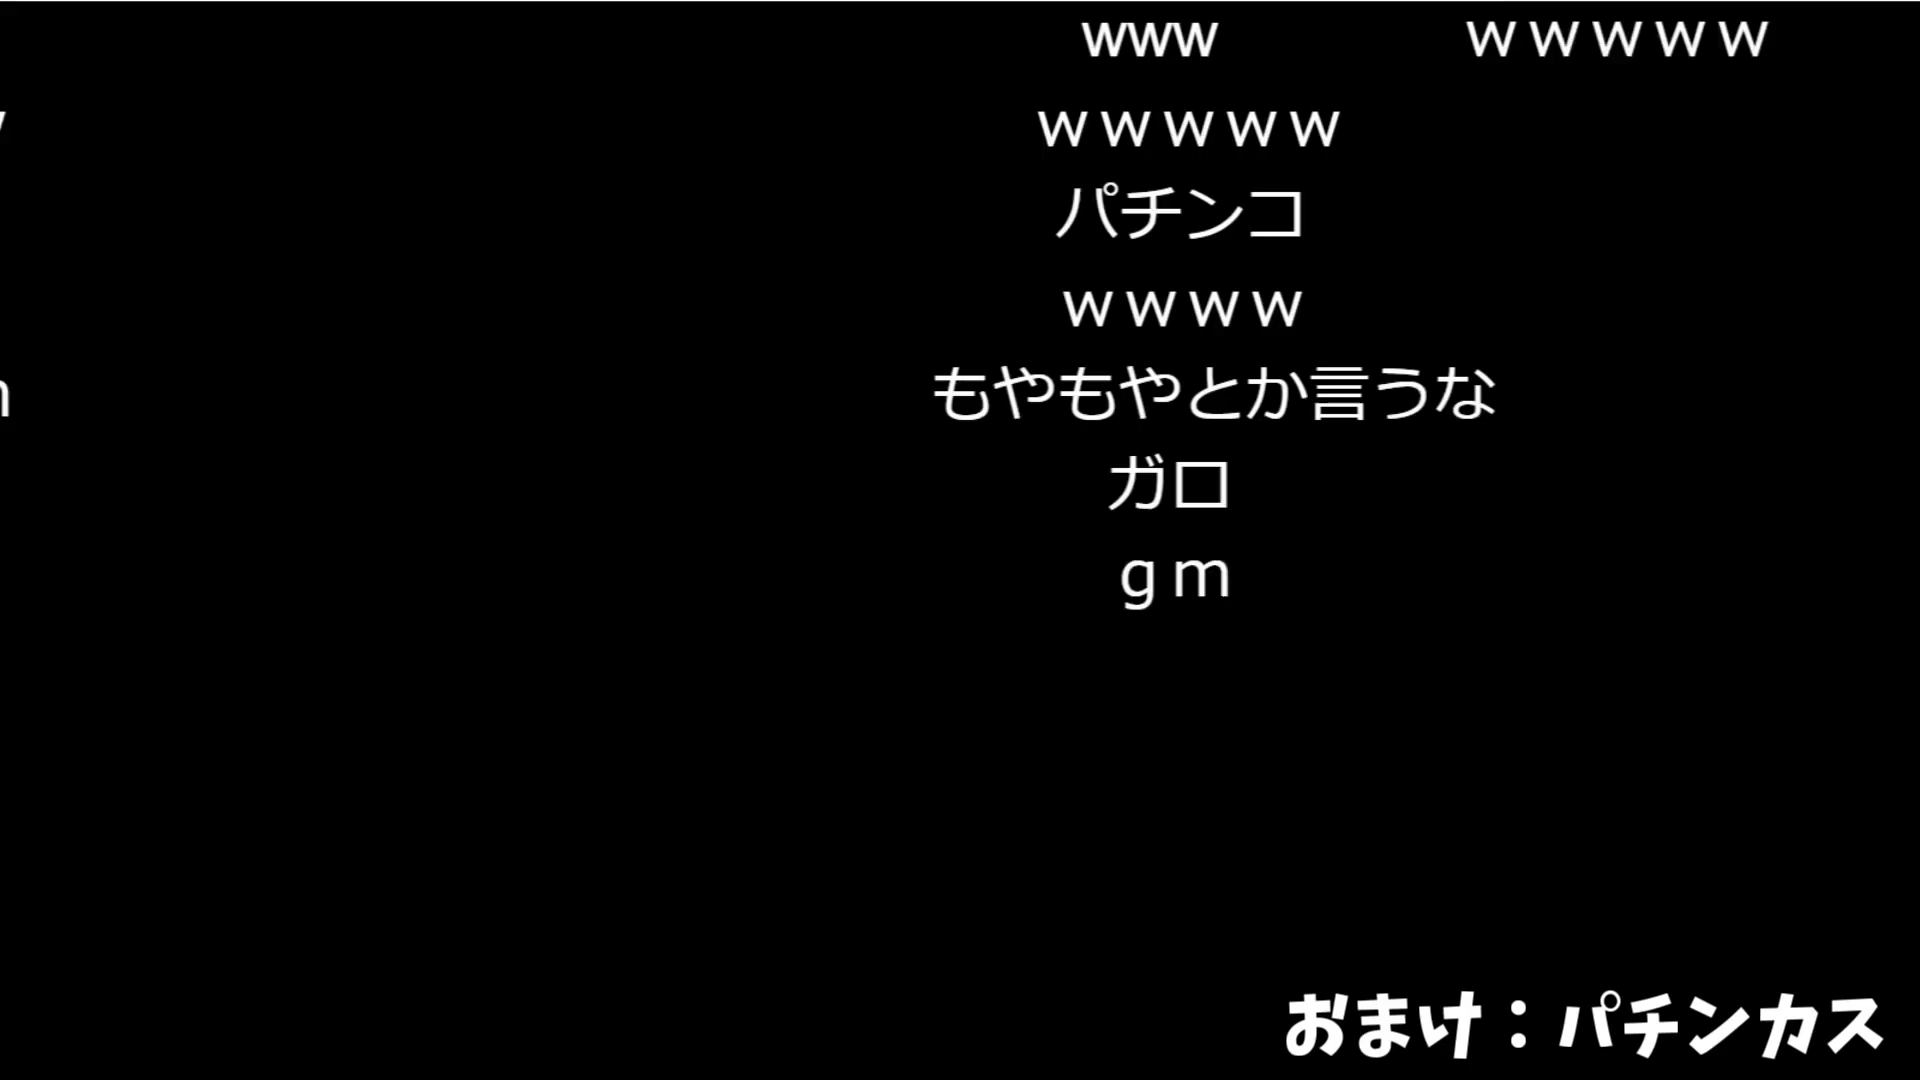 www ｗｗｗｗｗ
ｗｗｗｗｗ
パチンコ
ｗｗｗｗ
もやもやとか言うな
ガロ
ｇｍ
おまけ：パチンカス